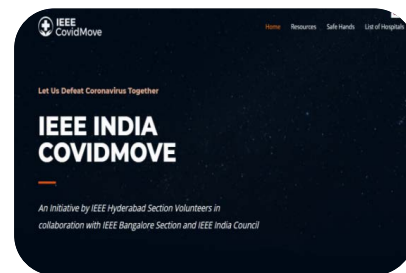 IEEE
CovidMove
Home Resources Safe Hands List of Hospitals
Let Us Defeat Coronavirus Together
IEEE INDIA
COVIDMOVE
An Initiative by IEEE Hyderabad Section Volunteers in
collaboration with IEEE Bangalore Section and IEEE India Council